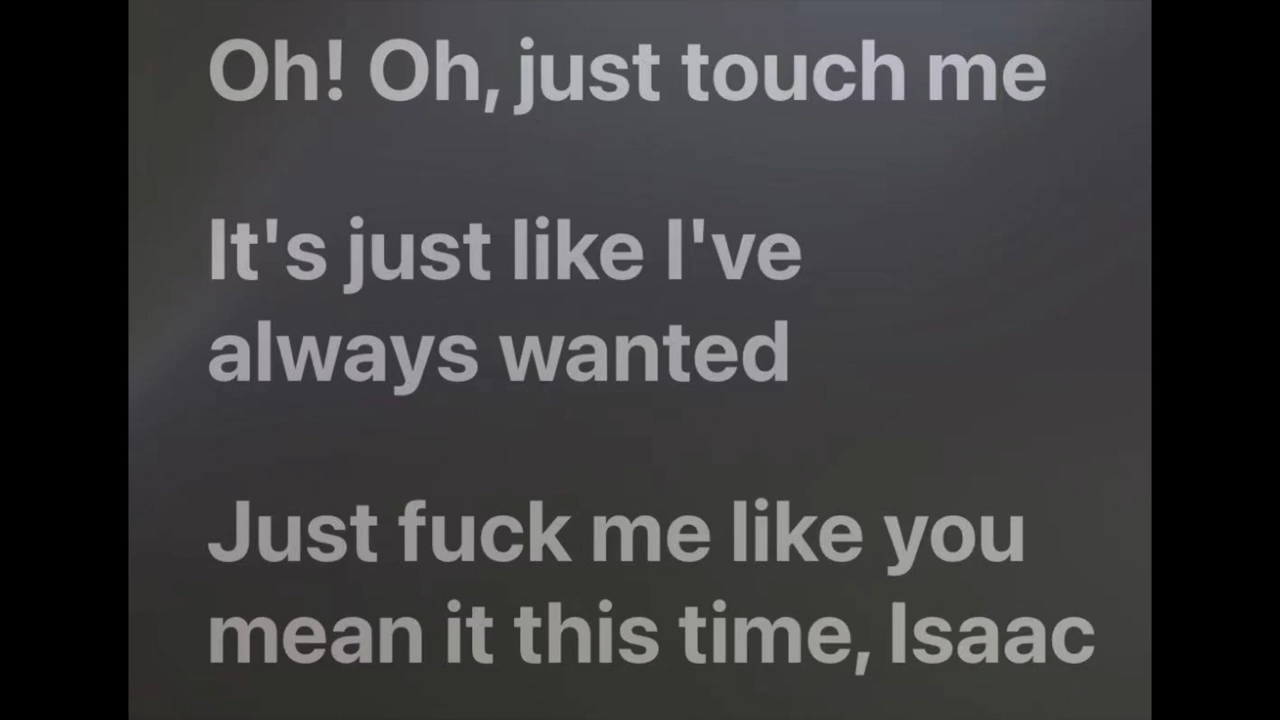 Oh! Oh, just touch me
It's just like I've
always wanted
Just fuck me like you
mean it this time, Isaac